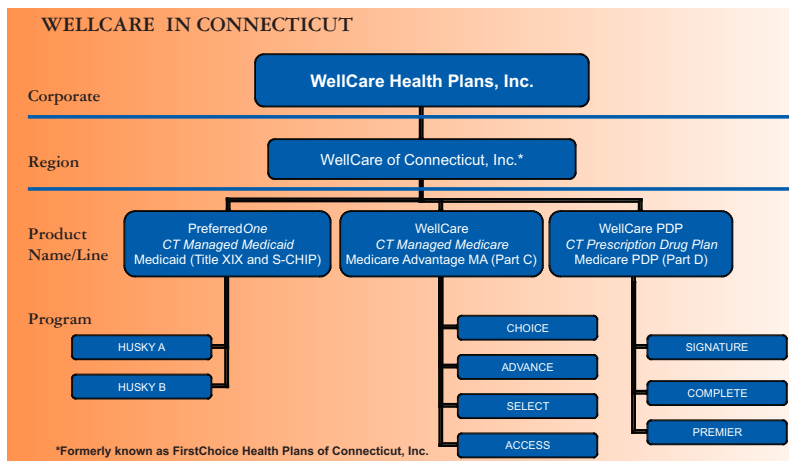 WELLCARE IN CONNECTICUT
Corporate
WellCare Health Plans, Inc.
Region
WellCare of Connecticut, Inc.*
Product
Name/Line
PreferredOne
CT Managed Medicaid
Medicaid (Title XIX and S-CHIP)
WellCare
CT Managed Medicare
Medicare Advantage MA (Part C)
WellCare PDP
CT Prescription Drug Plan
Medicare PDP (Part D)
Program
HUSKY A
HUSKY B
CHOICE
ADVANCE
SELECT
ACCESS
SIGNATURE
COMPLETE
PREMIER
*Formerly known as FirstChoice Health Plans of Connecticut, Inc.